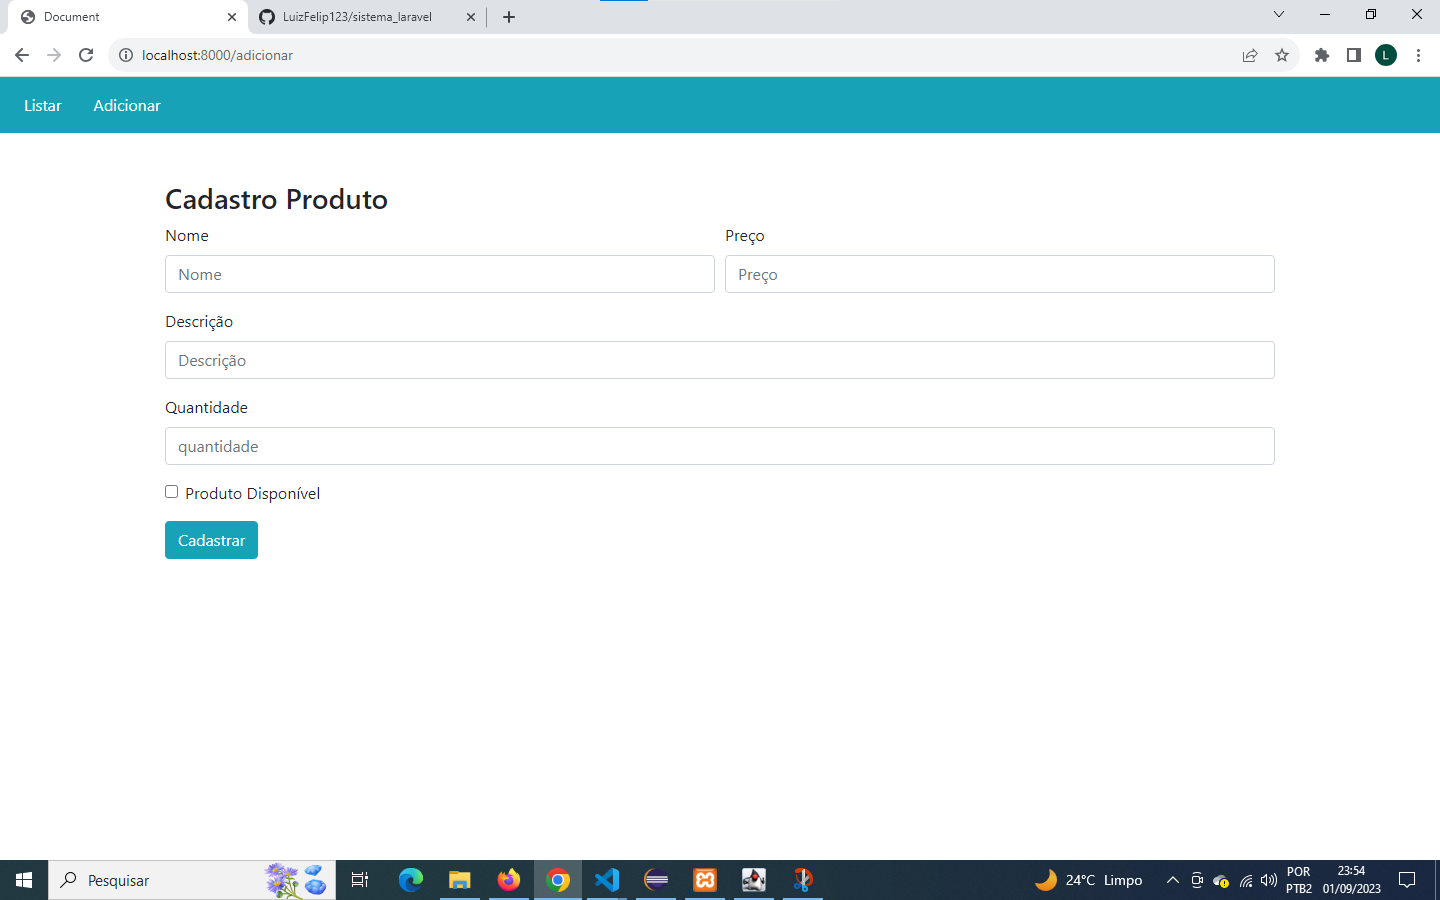 Document
LuizFelip123/sistema_laravel
localhost:8000/adicionar
L
Listar
Adicionar
Cadastro Produto
Nome
Preço
Nome
Preço
Descrição
Descrição
Quantidade
quantidade
Produto Disponível
Cadastrar
Pesquisar
24°C Limpo
POR
PTB2
23:54
01/09/2023